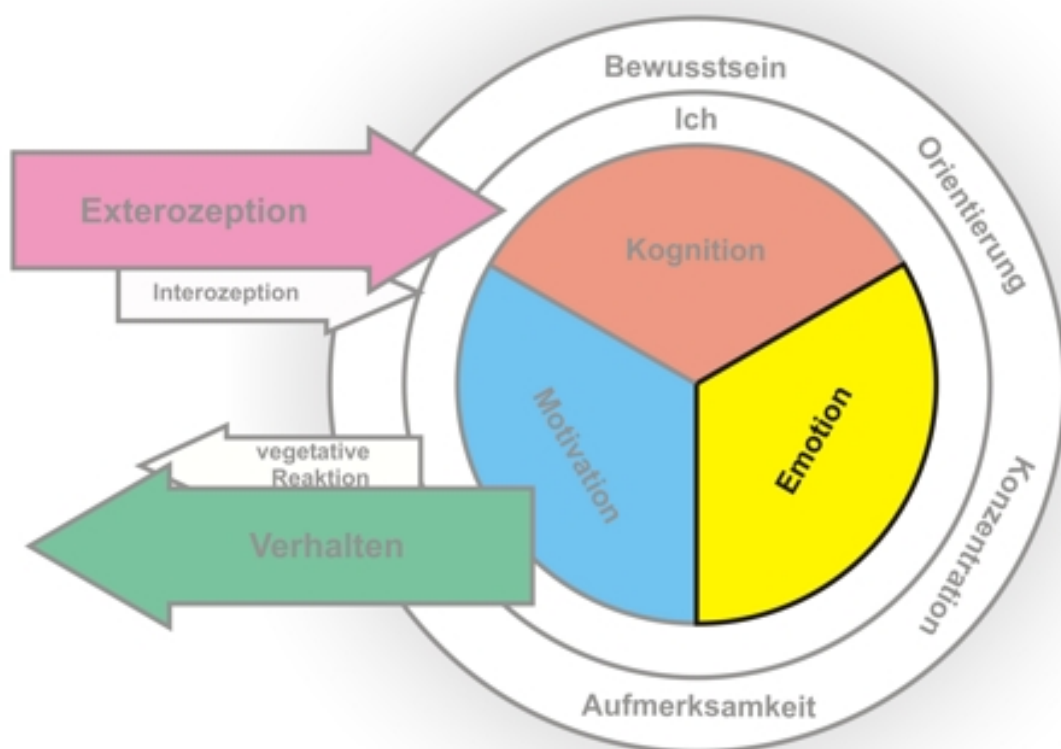 Bewusstsein
Ich
Orientierung
Exterozeption
Kognition
Interozeption
Motivation
Emotion
vegetative
Reaktion
Verhalten
Konzentration
Aufmerksamkeit